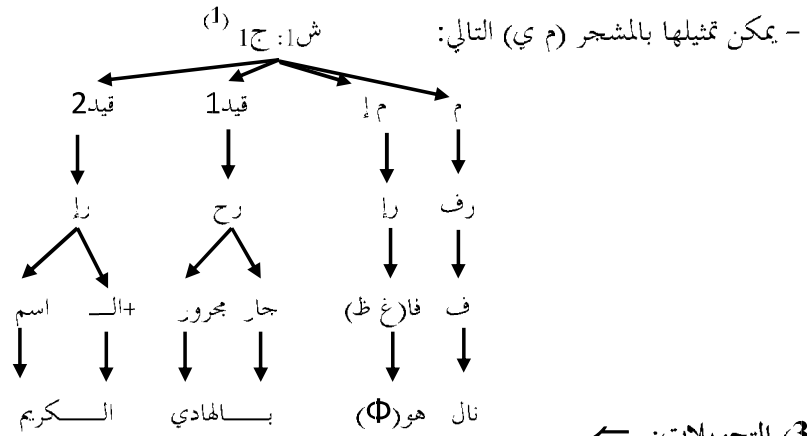 – يمكن تمثيلها بالمشجر (م ي) التالي:
ش1: ج1 (1)
م م إ قيد1 قيد2
رف رإ رح رإ
ف فا(غ ظ) جار مجرور +الـ اسم
نال هو(Φ) بـالهادي الـكريم
3) التحويلات: ←